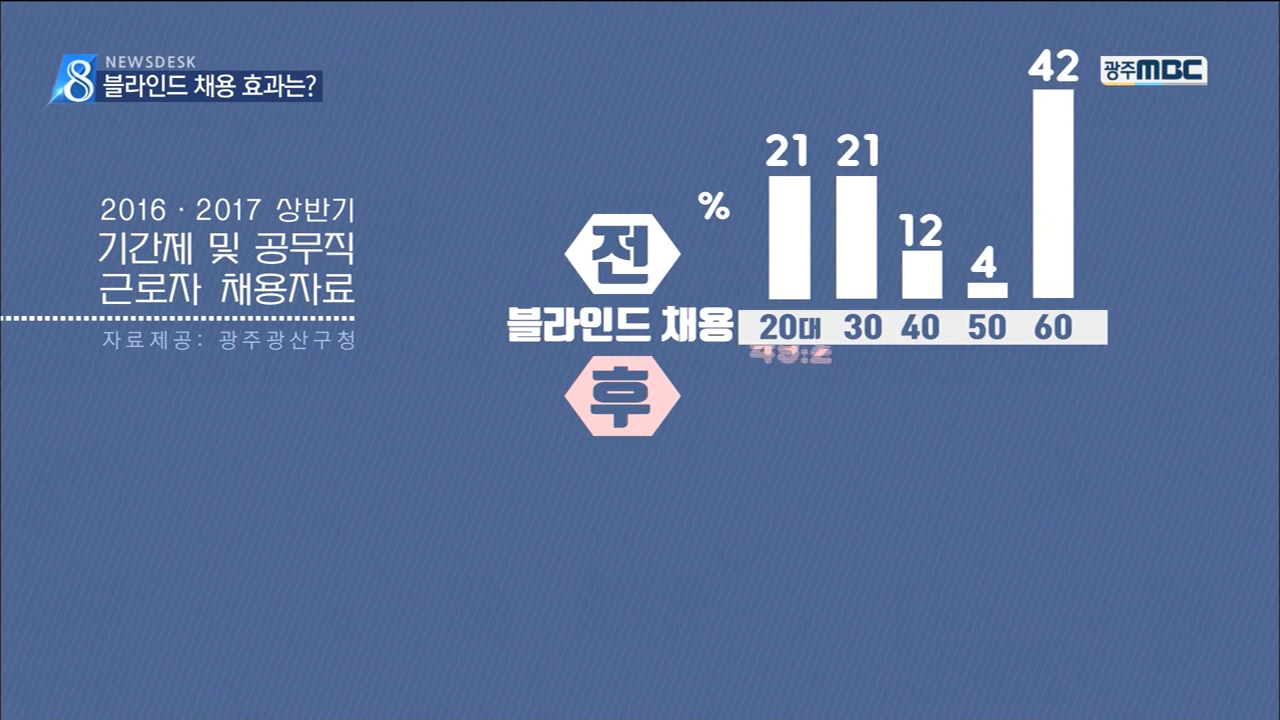 NEWSDESK
8 블라인드 채용 효과는?
광주MBC
2016 · 2017 상반기
기간제 및 공무직
근로자 채용자료
자료제공: 광주광산구청
%
21 21 12 4 42
전
블라인드 채용
20대 30 40 50 60
후